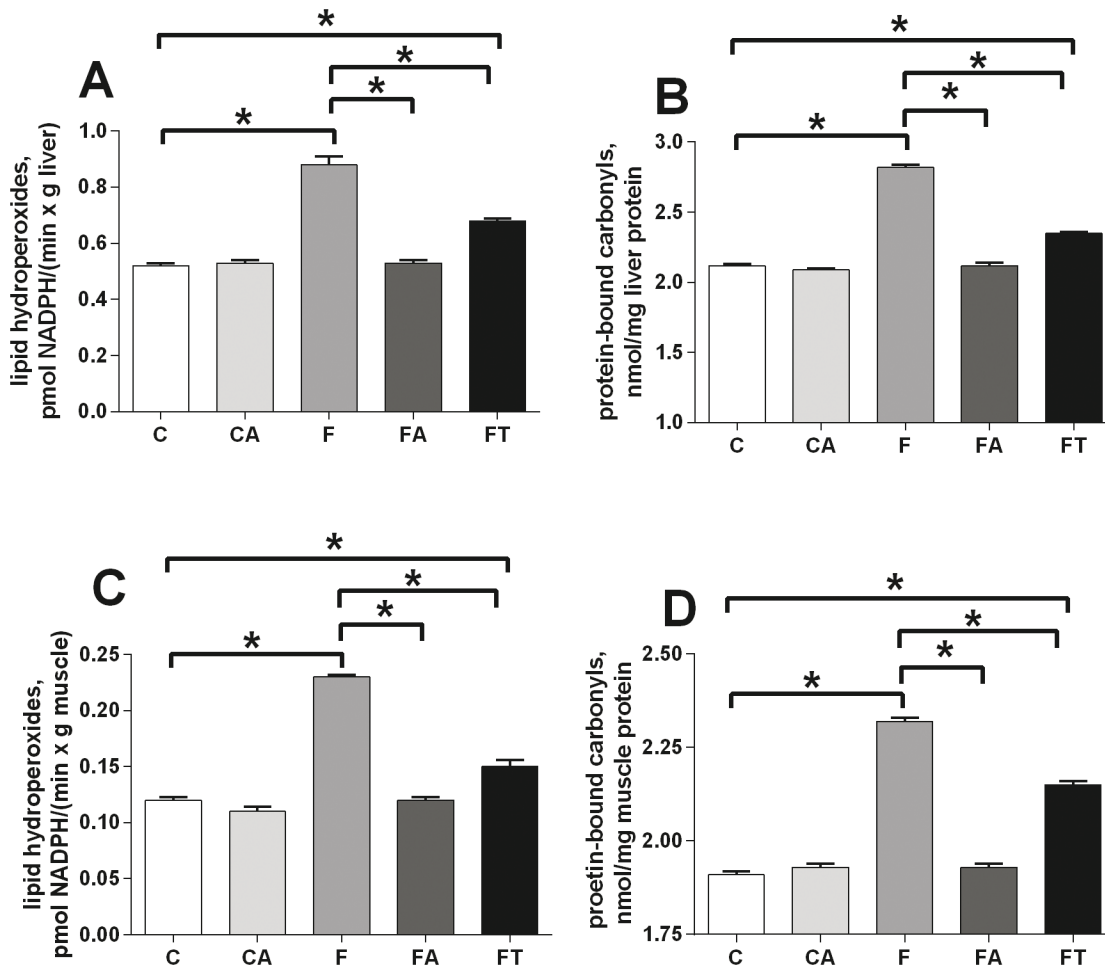 A
*
*
*
*
lipid hydroperoxides,
pmol NADPH/(min x g liver)
1.0
0.8
0.6
0.4
0.2
0.0
C CA F FA FT
B
*
*
*
*
protein-bound carbonyls,
nmol/mg liver protein
3.0
2.5
2.0
1.5
1.0
C CA F FA FT
C
*
*
*
*
lipid hydroperoxides,
pmol NADPH/(min x g muscle)
0.25
0.20
0.15
0.10
0.05
0.00
C CA F FA FT
D
*
*
*
*
proetin-bound carbonyls,
nmol/mg muscle protein
2.50
2.25
2.00
1.75
C CA F FA FT